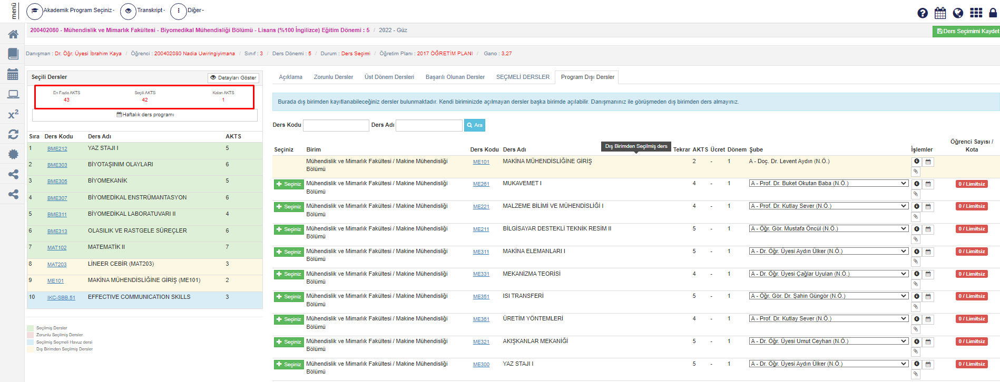 menü
Akademik Program Seçiniz -
Transkript -
Diğer -
200402080 - Mühendislik ve Mimarlık Fakültesi - Biyomedikal Mühendisliği Bölümü - Lisans (%100 İngilizce) Eğitim Dönemi : 5 / 2022 - Güz
Ders Seçimimi Kaydet
Danışman : Dr. Öğr. Üyesi İbrahim Kaya / Öğrenci : 200402080 Nadia Uwiringiyimana / Sınıf : 3 / Ders Dönemi : 5 / Durum : Ders Seçimi / Öğretim Planı : 2017 ÖĞRETİM PLANI / Gano : 3,27
Seçili Dersler
Detayları Göster
En Fazla AKTS Seçili AKTS Kalan AKTS
43 42 1
Haftalık ders programı
Sıra Ders Kodu Ders Adı AKTS
1 BME212 YAZ STAJI I 5
2 BME303 BİYOTAŞINIM OLAYLARI 6
3 BME305 BİYOMEKANİK 5
4 BME307 BİYOMEDİKAL ENSTRÜMANTASYON 6
5 BME311 BİYOMEDİKAL LABORATUVARI II 4
6 BME313 OLASILIK VE RASTGELE SÜREÇLER 6
7 MAT102 MATEMATİK II 7
8 MAT203 LİNEER CEBİR (MAT203) 3
9 ME101 MAKİNA MÜHENDİSLİĞİNE GİRİŞ (ME101) 2
10 IKC-SBB.51 EFFECTIVE COMMUNICATION SKILLS 3
Seçilmiş Dersler
Zorunlu Seçilmiş Dersler
Seçilmiş Seçmeli Havuz dersi
Dış Birimden Seçilmiş Dersler
Açıklama Zorunlu Dersler Üst Dönem Dersleri Başarılı Olunan Dersler SEÇMELİ DERSLER Program Dışı Dersler
Burada dış birimden kayıtlanabileceğiniz dersler bulunmaktadır. Kendi biriminizde açılmayan dersler başka birimde açılabilir. Danışmanınız ile görüşmeden dış birimden ders almayınız.
Ders Kodu Ders Adı Ara
Dış Birimden Seçilmiş ders
Seçiniz Birim Ders Kodu Ders Adı Tekrar AKTS Ücret Dönem Şube İşlemler Öğrenci Sayısı /
Kota
Mühendislik ve Mimarlık Fakültesi / Makine Mühendisliği ME101 MAKİNA MÜHENDİSLİĞİNE GİRİŞ 2 - 1 A - Doç. Dr. Levent Aydın (N.Ö.)
Bölümü
Seçiniz Mühendislik ve Mimarlık Fakültesi / Makine Mühendisliği ME261 MUKAVEMET I 4 - 1 A - Prof. Dr. Buket Okutan Baba (N.Ö.) 0 / Limitsiz
Bölümü
Seçiniz Mühendislik ve Mimarlık Fakültesi / Makine Mühendisliği ME221 MALZEME BİLİMİ VE MÜHENDİSLİĞİ I 4 - 1 A - Prof. Dr. Kutlay Sever (N.Ö.) 0 / Limitsiz
Bölümü
Seçiniz Mühendislik ve Mimarlık Fakültesi / Makine Mühendisliği ME211 BİLGİSAYAR DESTEKLİ TEKNİK RESİM II 5 - 1 A - Öğr. Gör. Mustafa Öncül (N.Ö.) 0 / Limitsiz
Bölümü
Seçiniz Mühendislik ve Mimarlık Fakültesi / Makine Mühendisliği ME311 MAKİNA ELEMANLARI I 5 - 1 A - Dr. Öğr. Üyesi Aydın Ülker (N.Ö.) 0 / Limitsiz
Bölümü
Seçiniz Mühendislik ve Mimarlık Fakültesi / Makine Mühendisliği ME331 MEKANİZMA TEORİSİ 4 - 1 A - Dr. Öğr. Üyesi Çağlar Uyulan (N.Ö.) 0 / Limitsiz
Bölümü
Seçiniz Mühendislik ve Mimarlık Fakültesi / Makine Mühendisliği ME351 ISI TRANSFERİ 5 - 1 A - Öğr. Gör. Dr. Şahin Güngör (N.Ö.) 0 / Limitsiz
Bölümü
Seçiniz Mühendislik ve Mimarlık Fakültesi / Makine Mühendisliği ME361 ÜRETİM YÖNTEMLERİ 4 - 1 A - Prof. Dr. Kutlay Sever (N.Ö.) 0 / Limitsiz
Bölümü
Seçiniz Mühendislik ve Mimarlık Fakültesi / Makine Mühendisliği ME321 AKIŞKANLAR MEKANİĞİ 5 - 1 A - Dr. Öğr. Üyesi Umut Ceyhan (N.Ö.) 0 / Limitsiz
Bölümü
Seçiniz Mühendislik ve Mimarlık Fakültesi / Makine Mühendisliği ME300 YAZ STAJI I 5 - 1 A - Dr. Öğr. Üyesi Aydın Ülker (N.Ö.) 0 / Limitsiz
Bölümü